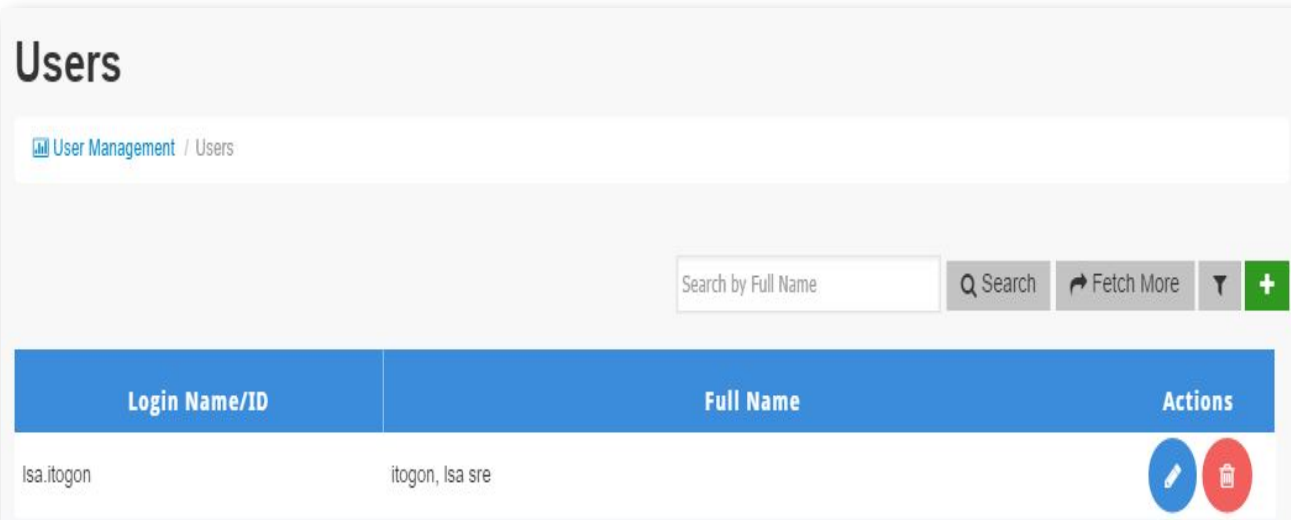 Users
User Management / Users
Search by Full Name Search Fetch More
Login Name/ID Full Name Actions
lsa.itogon itogon, lsa sre